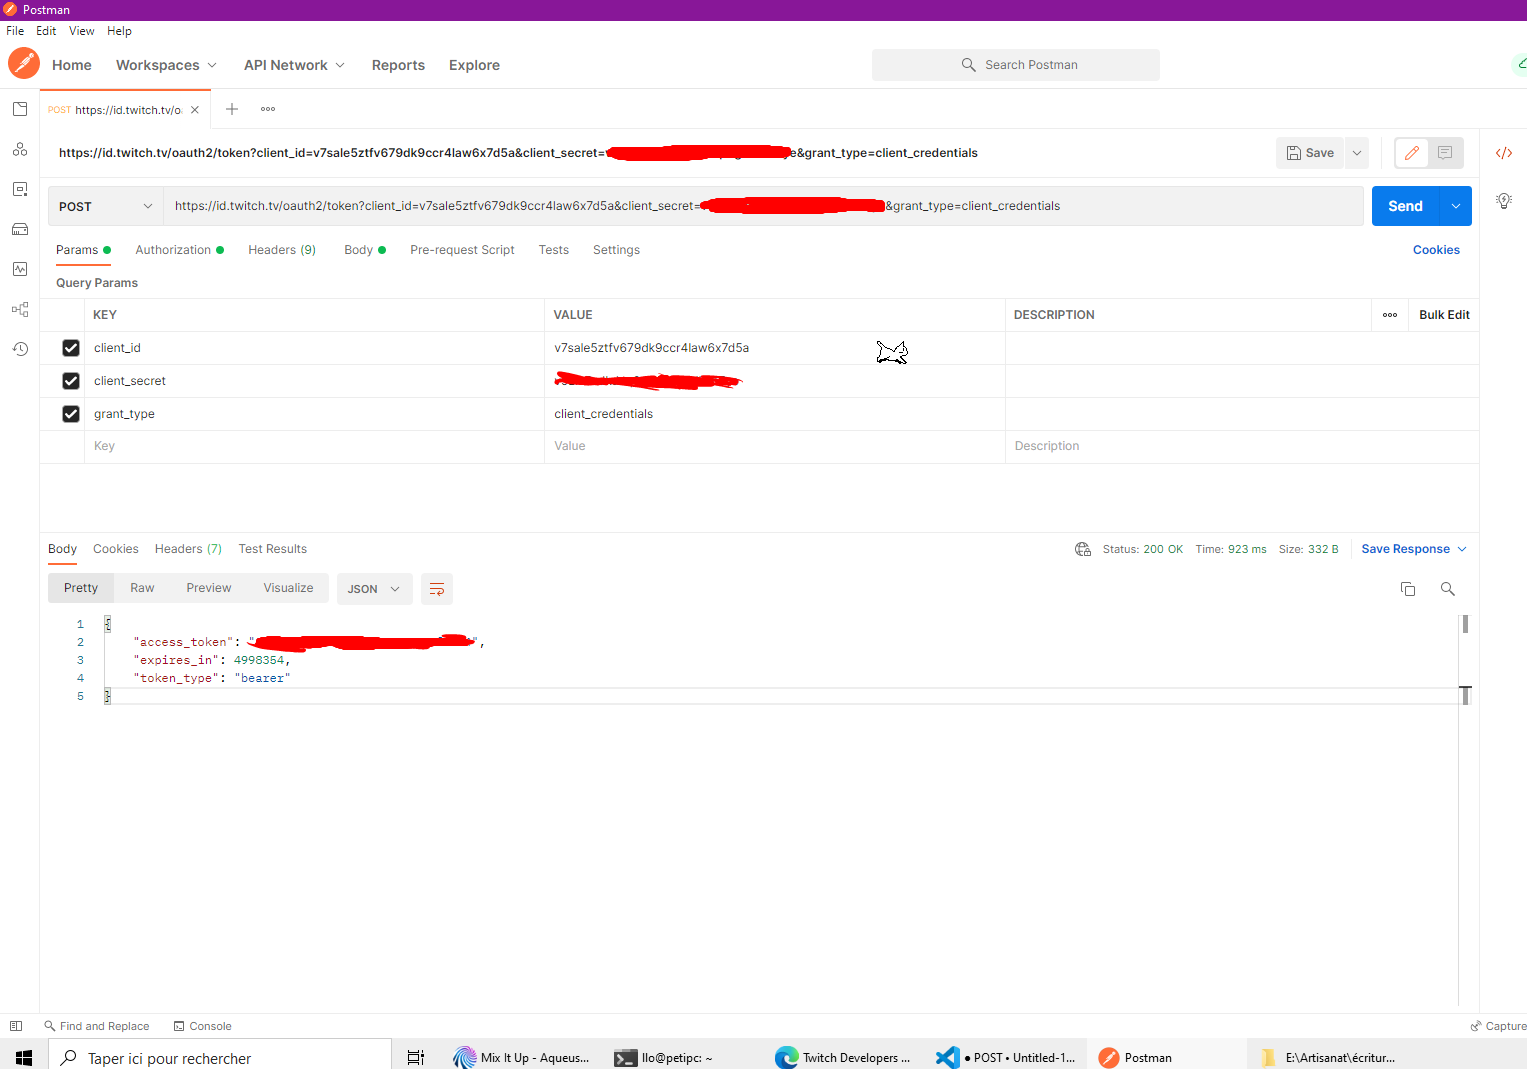 Postman
File Edit View Help
Home Workspaces API Network Reports Explore Search Postman
POST https://id.twitch.tv/o
https://id.twitch.tv/oauth2/token?client_id=v7sale5ztfv679dk9ccr4law6x7d5a&client_secret= e&grant_type=client_credentials Save
POST https://id.twitch.tv/oauth2/token?client_id=v7sale5ztfv679dk9ccr4law6x7d5a&client_secret= &grant_type=client_credentials Send
Params Authorization Headers (9) Body Pre-request Script Tests Settings Cookies
Query Params
KEY VALUE DESCRIPTION Bulk Edit
client_id v7sale5ztfv679dk9ccr4law6x7d5a
client_secret
grant_type client_credentials
Key Value Description
Body Cookies Headers (7) Test Results Status: 200 OK Time: 923 ms Size: 332 B Save Response
Pretty Raw Preview Visualize JSON
1 {
2 "access_token": " ",
3 "expires_in": 4998354,
4 "token_type": "bearer"
5 }
Find and Replace Console Capture
Taper ici pour rechercher Mix It Up - Aqueus... llo@petipc: ~ Twitch Developers ... ● POST • Untitled-1... Postman E:\Artisanat\écritur...